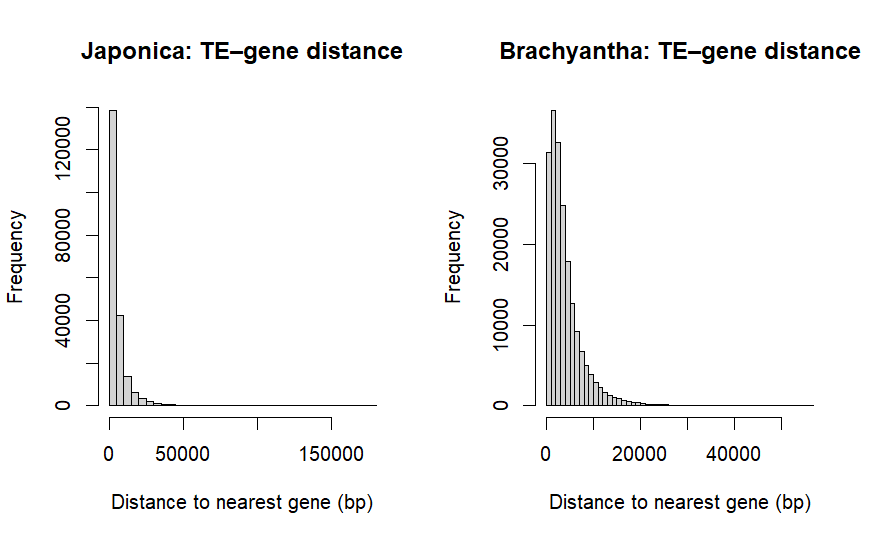 Japonica: TE–gene distance
Frequency
0
40000
80000
120000
0
50000
150000
Distance to nearest gene (bp)
Brachyantha: TE–gene distance
Frequency
0
10000
20000
30000
0
20000
40000
Distance to nearest gene (bp)